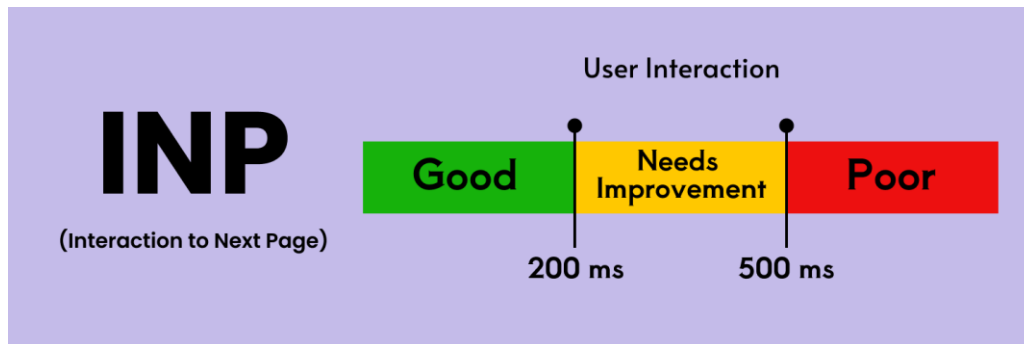 INP
(Interaction to Next Page)
User Interaction
Good
Needs
Improvement
Poor
200 ms
500 ms